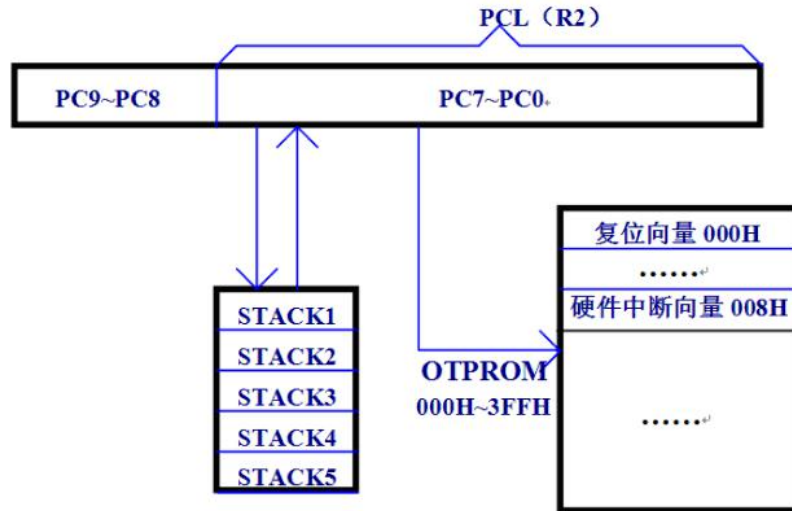 PCL（R2）
PC9~PC8
PC7~PC0
复位向量 000H
......
硬件中断向量 008H
STACK1
STACK2
STACK3
STACK4
STACK5
OTPROM
000H~3FFH
......